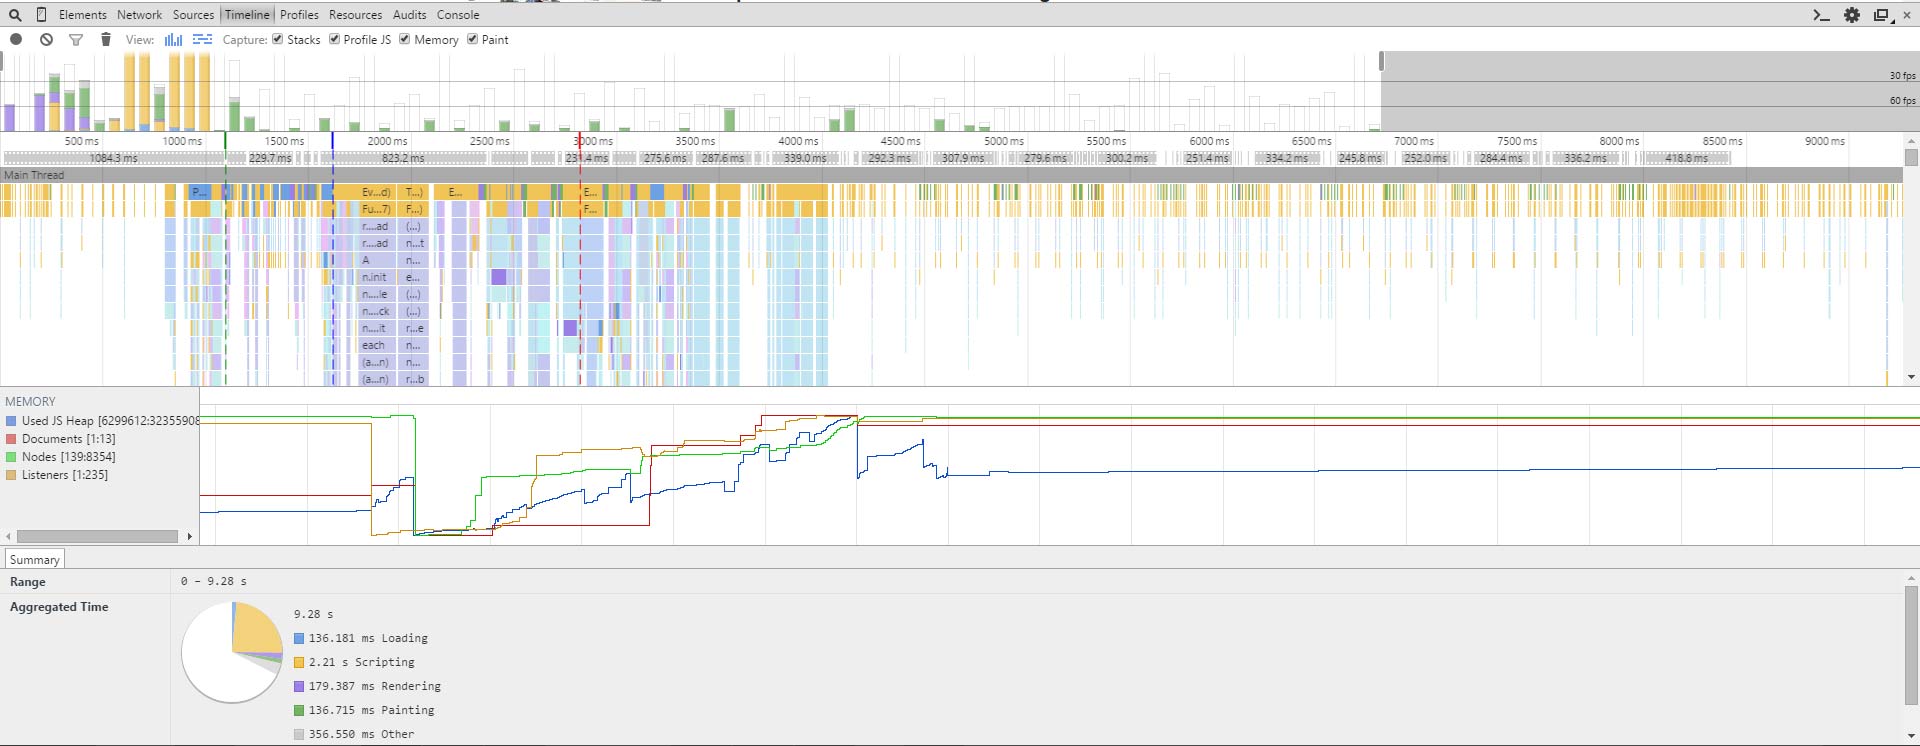 Elements Network Sources Timeline Profiles Resources Audits Console
View: Capture: Stacks Profile JS Memory Paint
30 fps
60 fps
500 ms 1000 ms 1500 ms 2000 ms 2500 ms 3000 ms 3500 ms 4000 ms 4500 ms 5000 ms 5500 ms 6000 ms 6500 ms 7000 ms 7500 ms 8000 ms 8500 ms 9000 ms
1084.3 ms 229.7 ms 823.2 ms 231.4 ms 275.6 ms 287.6 ms 339.0 ms 292.3 ms 307.9 ms 279.6 ms 300.2 ms 251.4 ms 334.2 ms 245.8 ms 252.0 ms 284.4 ms 336.2 ms 418.8 ms
Main Thread
P... Ev...d) T...) E... E...
Fu...7) F...) F...
r....ad (...)
r....ad n...t
A n...
n.init e...
n....le (...)
n....ck (...)
n....it r...e
each n...
(a...n) n...
(a...n) r...b
MEMORY
Used JS Heap [6299612:32355908
Documents [1:13]
Nodes [139:8354]
Listeners [1:235]
Summary
Range 0 – 9.28 s
Aggregated Time
9.28 s
136.181 ms Loading
2.21 s Scripting
179.387 ms Rendering
136.715 ms Painting
356.550 ms Other